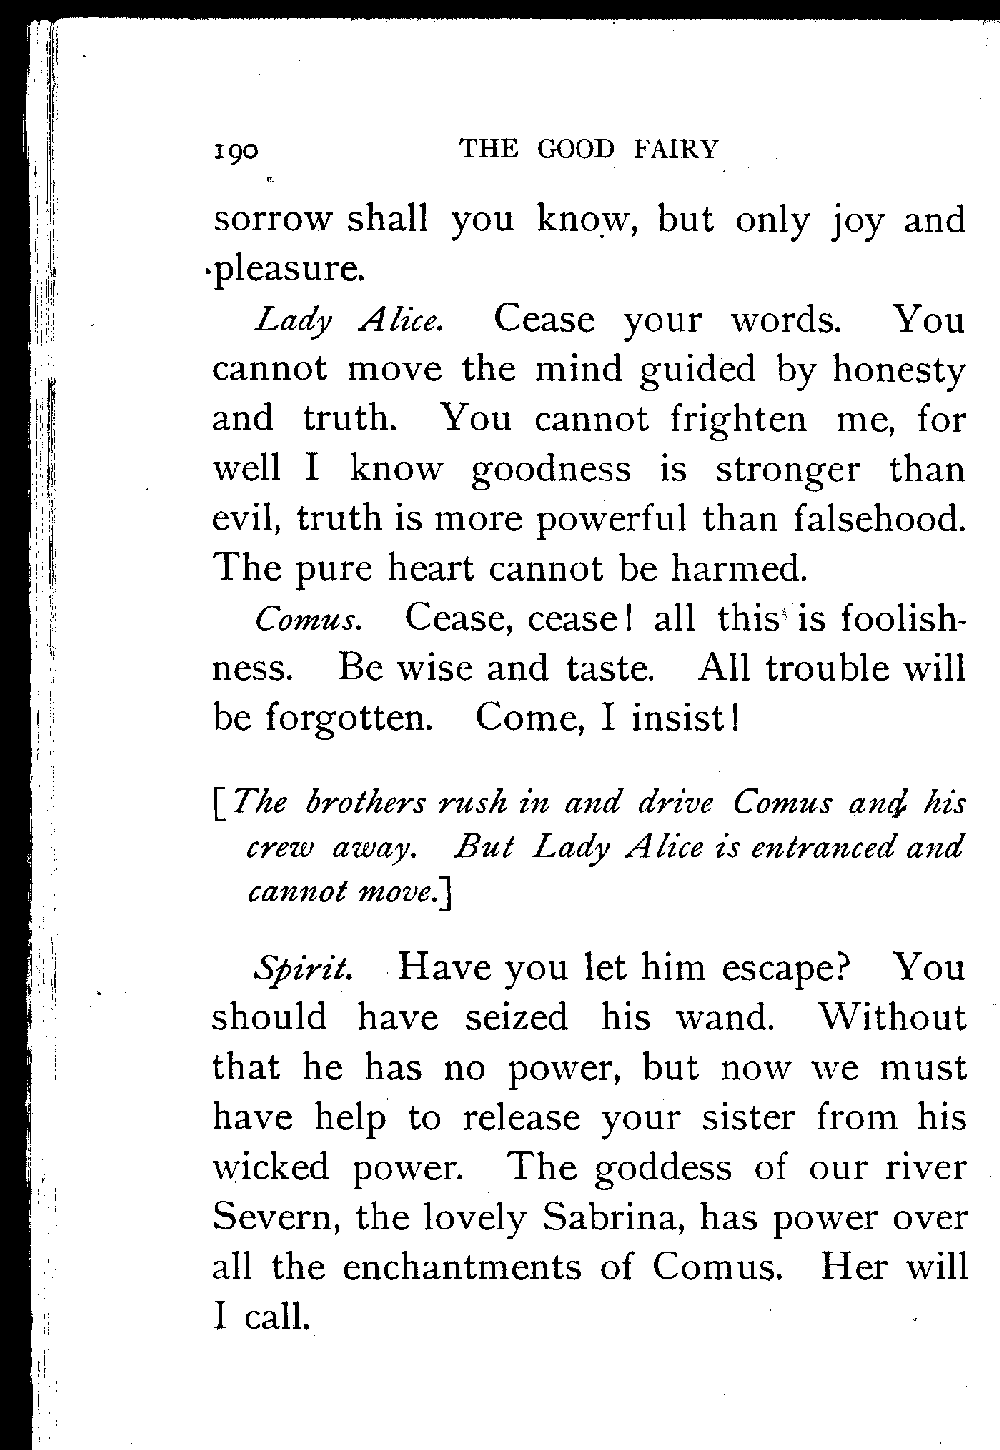 190 THE GOOD FAIRY
sorrow shall you know, but only joy and
pleasure.
Lady Alice. Cease your words. You
cannot move the mind guided by honesty
and truth. You cannot frighten me, for
well I know goodness is stronger than
evil, truth is more powerful than falsehood.
The pure heart cannot be harmed.
Comus. Cease, cease! all this is foolish-
ness. Be wise and taste. All trouble will
be forgotten. Come, I insist!
[The brothers rush in and drive Comus and his
crew away. But Lady Alice is entranced and
cannot move.]
Spirit. Have you let him escape? You
should have seized his wand. Without
that he has no power, but now we must
have help to release your sister from his
wicked power. The goddess of our river
Severn, the lovely Sabrina, has power over
all the enchantments of Comus. Her will
I call.